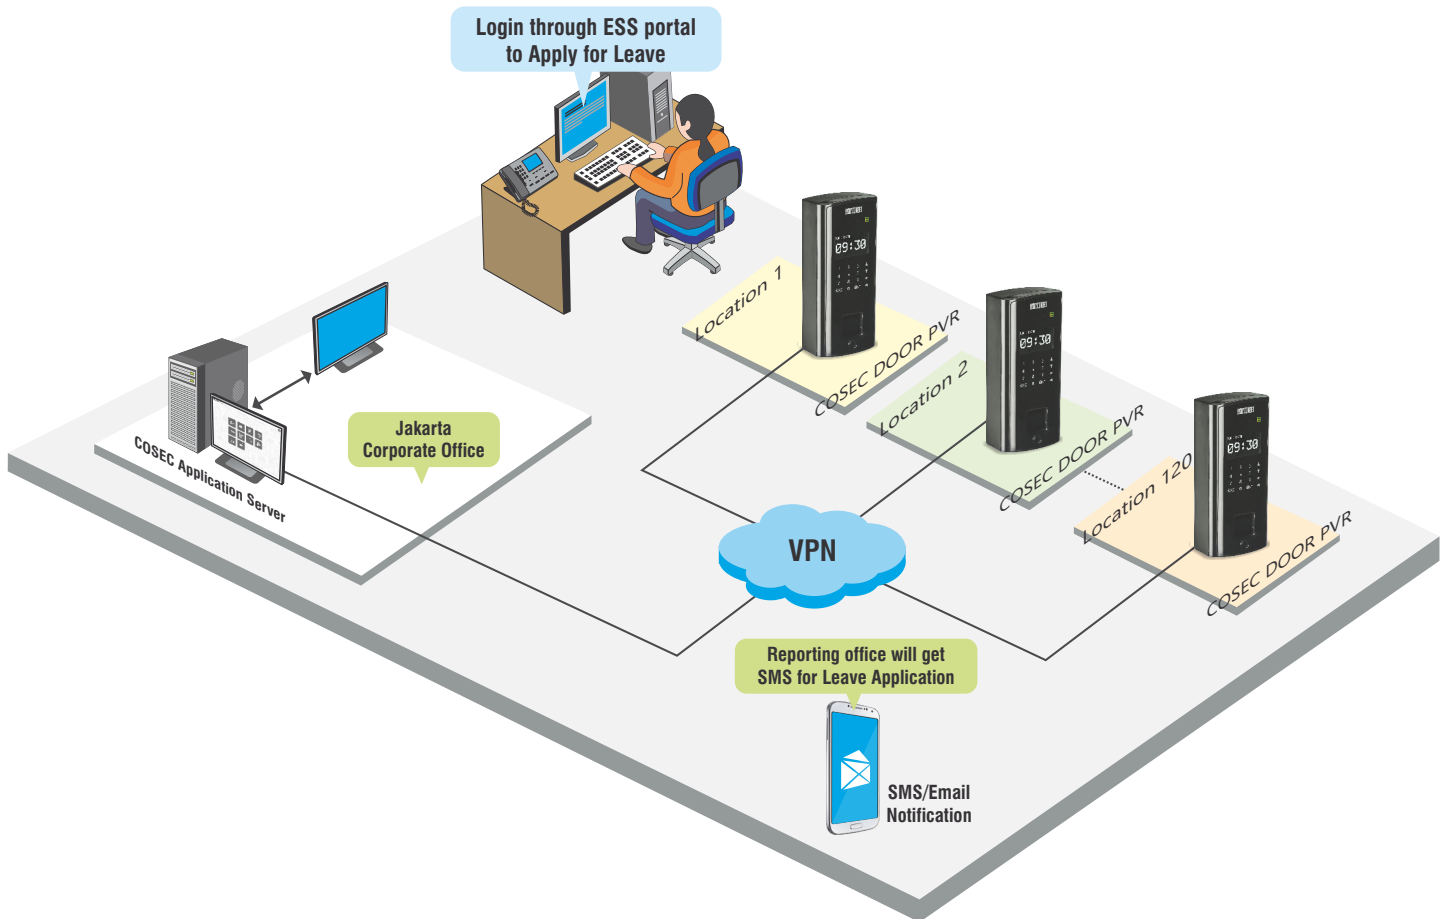 Login through ESS portal
to Apply for Leave
Location 1
09:30
COSEC DOOR PVR
Location 2
09:30
COSEC DOOR PVR
Location 120
09:30
COSEC DOOR PVR
Jakarta
Corporate Office
COSEC Application Server
VPN
Reporting office will get
SMS for Leave Application
SMS/Email
Notification